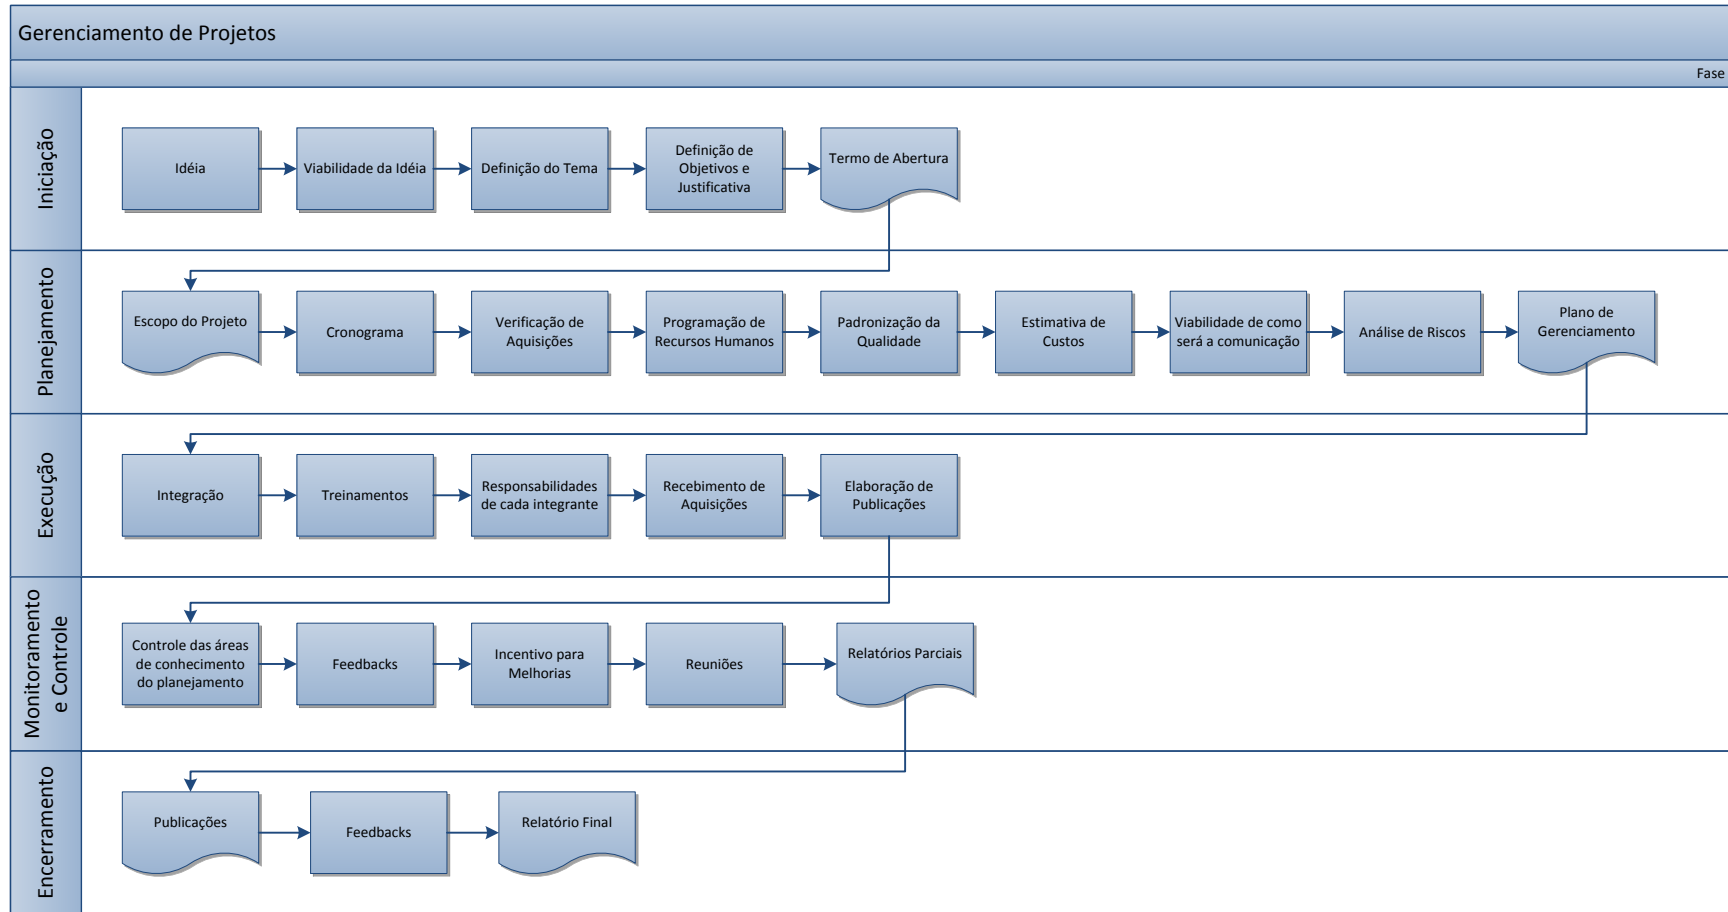 Gerenciamento de Projetos
Fase
Iniciação
Idéia
Viabilidade da Idéia
Definição do Tema
Definição de
Objetivos e
Justificativa
Termo de Abertura
Planejamento
Escopo do Projeto
Cronograma
Verificação de
Aquisições
Programação de
Recursos Humanos
Padronização da
Qualidade
Estimativa de
Custos
Viabilidade de como
será a comunicação
Análise de Riscos
Plano de
Gerenciamento
Execução
Integração
Treinamentos
Responsabilidades
de cada integrante
Recebimento de
Aquisições
Elaboração de
Publicações
Monitoramento
e Controle
Controle das áreas
de conhecimento
do planejamento
Feedbacks
Incentivo para
Melhorias
Reuniões
Relatórios Parciais
Encerramento
Publicações
Feedbacks
Relatório Final